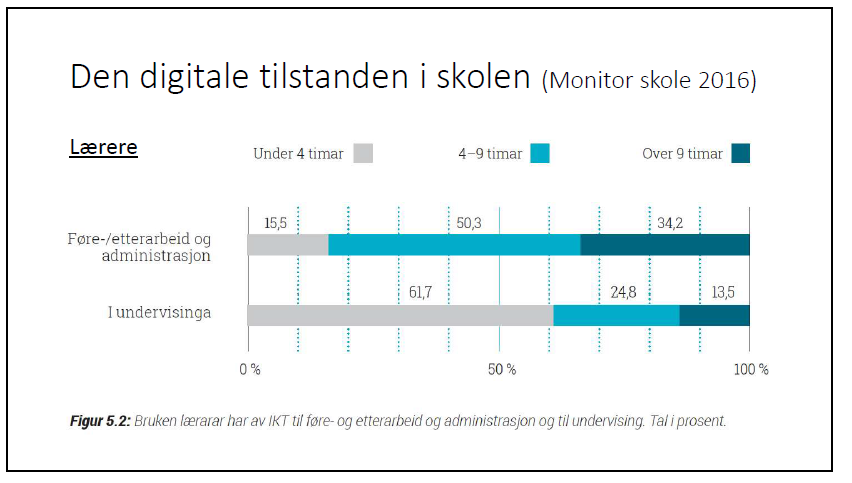 Den digitale tilstanden i skolen (Monitor skole 2016)
Lærere
Under 4 timar
4–9 timar
Over 9 timar
15,5
50,3
34,2
Føre-/etterarbeid og
administrasjon
61,7
24,8
13,5
I undervisinga
0 %
50 %
100 %
Figur 5.2: Bruken lærarar har av IKT til føre- og etterarbeid og administrasjon og til undervising. Tal i prosent.